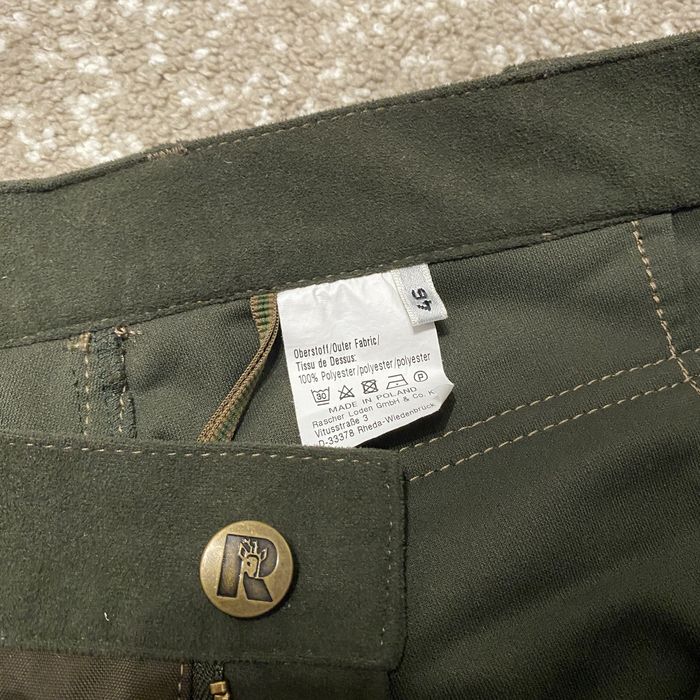 46
Oberstoff/Outer Fabric/
Tissu de Dessus:
100% Polyester/polyester/polyester
30 P
MADE IN POLAND
Rascher Loden GmbH & Co. K
Vitusstraße 3
D-33378 Rheda-Wiedenbrück
R